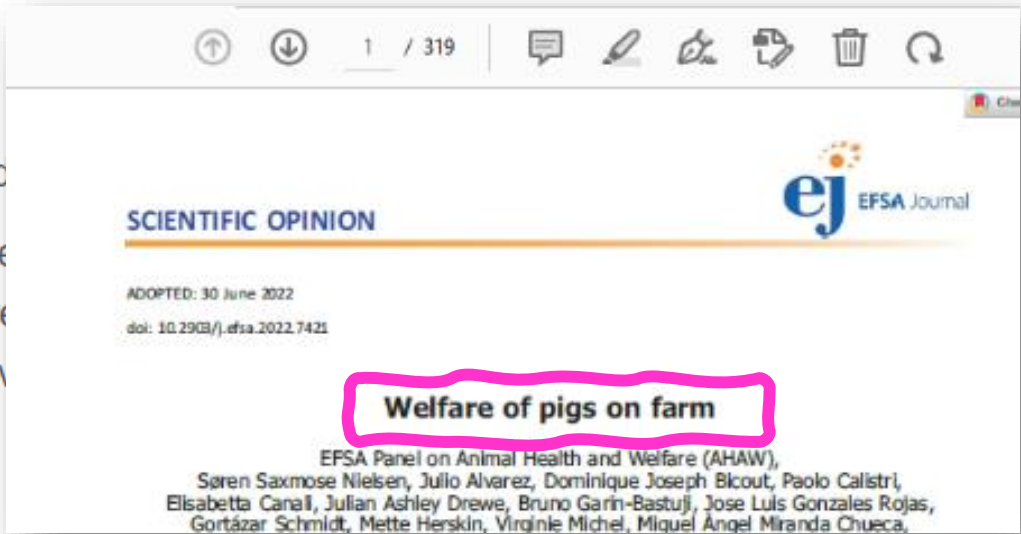 1 / 319
ej EFSA Journal
SCIENTIFIC OPINION
ADOPTED: 30 June 2022
doi: 10.2903/j.efsa.2022.7421
Welfare of pigs on farm
EFSA Panel on Animal Health and Welfare (AHAW),
Søren Saxmose Nielsen, Julio Alvarez, Dominique Joseph Bicout, Paolo Calistri,
Elisabetta Canali, Julian Ashley Drewe, Bruno Garin-Bastuji, Jose Luis Gonzales Rojas,
Gortázar Schmidt, Mette Herskin, Virginie Michel, Miguel Ángel Miranda Chueca,